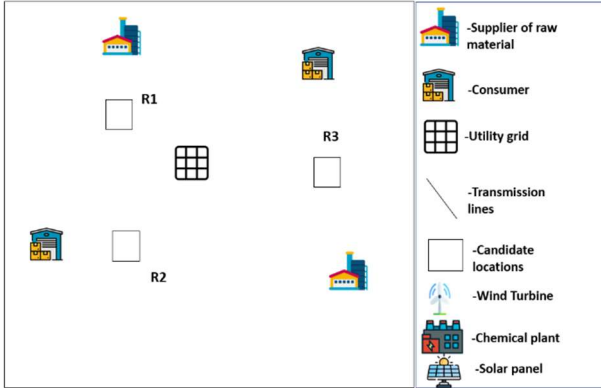 R1
R3
R2
-Supplier of raw
material
-Consumer
-Utility grid
-Transmission
lines
-Candidate
locations
-Wind Turbine
-Chemical plant
-Solar panel